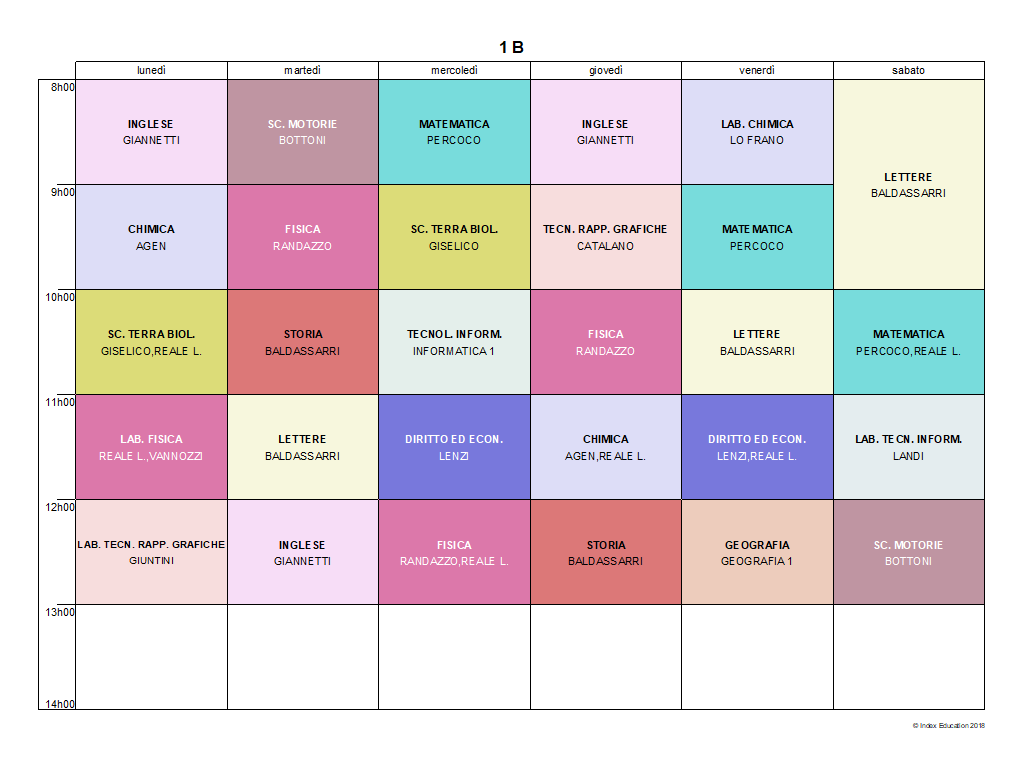 1 B
lunedì martedì mercoledì giovedì venerdì sabato
8h00
INGLESE
GIANNETTI
SC. MOTORIE
BOTTONI
MATEMATICA
PERCOCO
INGLESE
GIANNETTI
LAB. CHIMICA
LO FRANO
LETTERE
BALDASSARRI
9h00
CHIMICA
AGEN
FISICA
RANDAZZO
SC. TERRA BIOL.
GISELICO
TECN. RAPP. GRAFICHE
CATALANO
MATEMATICA
PERCOCO
10h00
SC. TERRA BIOL.
GISELICO,REALE L.
STORIA
BALDASSARRI
TECNOL. INFORM.
INFORMATICA 1
FISICA
RANDAZZO
LETTERE
BALDASSARRI
MATEMATICA
PERCOCO,REALE L.
11h00
LAB. FISICA
REALE L.,VANNOZZI
LETTERE
BALDASSARRI
DIRITTO ED ECON.
LENZI
CHIMICA
AGEN,REALE L.
DIRITTO ED ECON.
LENZI,REALE L.
LAB. TECN. INFORM.
LANDI
12h00
LAB. TECN. RAPP. GRAFICHE
GIUNTINI
INGLESE
GIANNETTI
FISICA
RANDAZZO,REALE L.
STORIA
BALDASSARRI
GEOGRAFIA
GEOGRAFIA 1
SC. MOTORIE
BOTTONI
13h00
14h00
© Index Education 2018